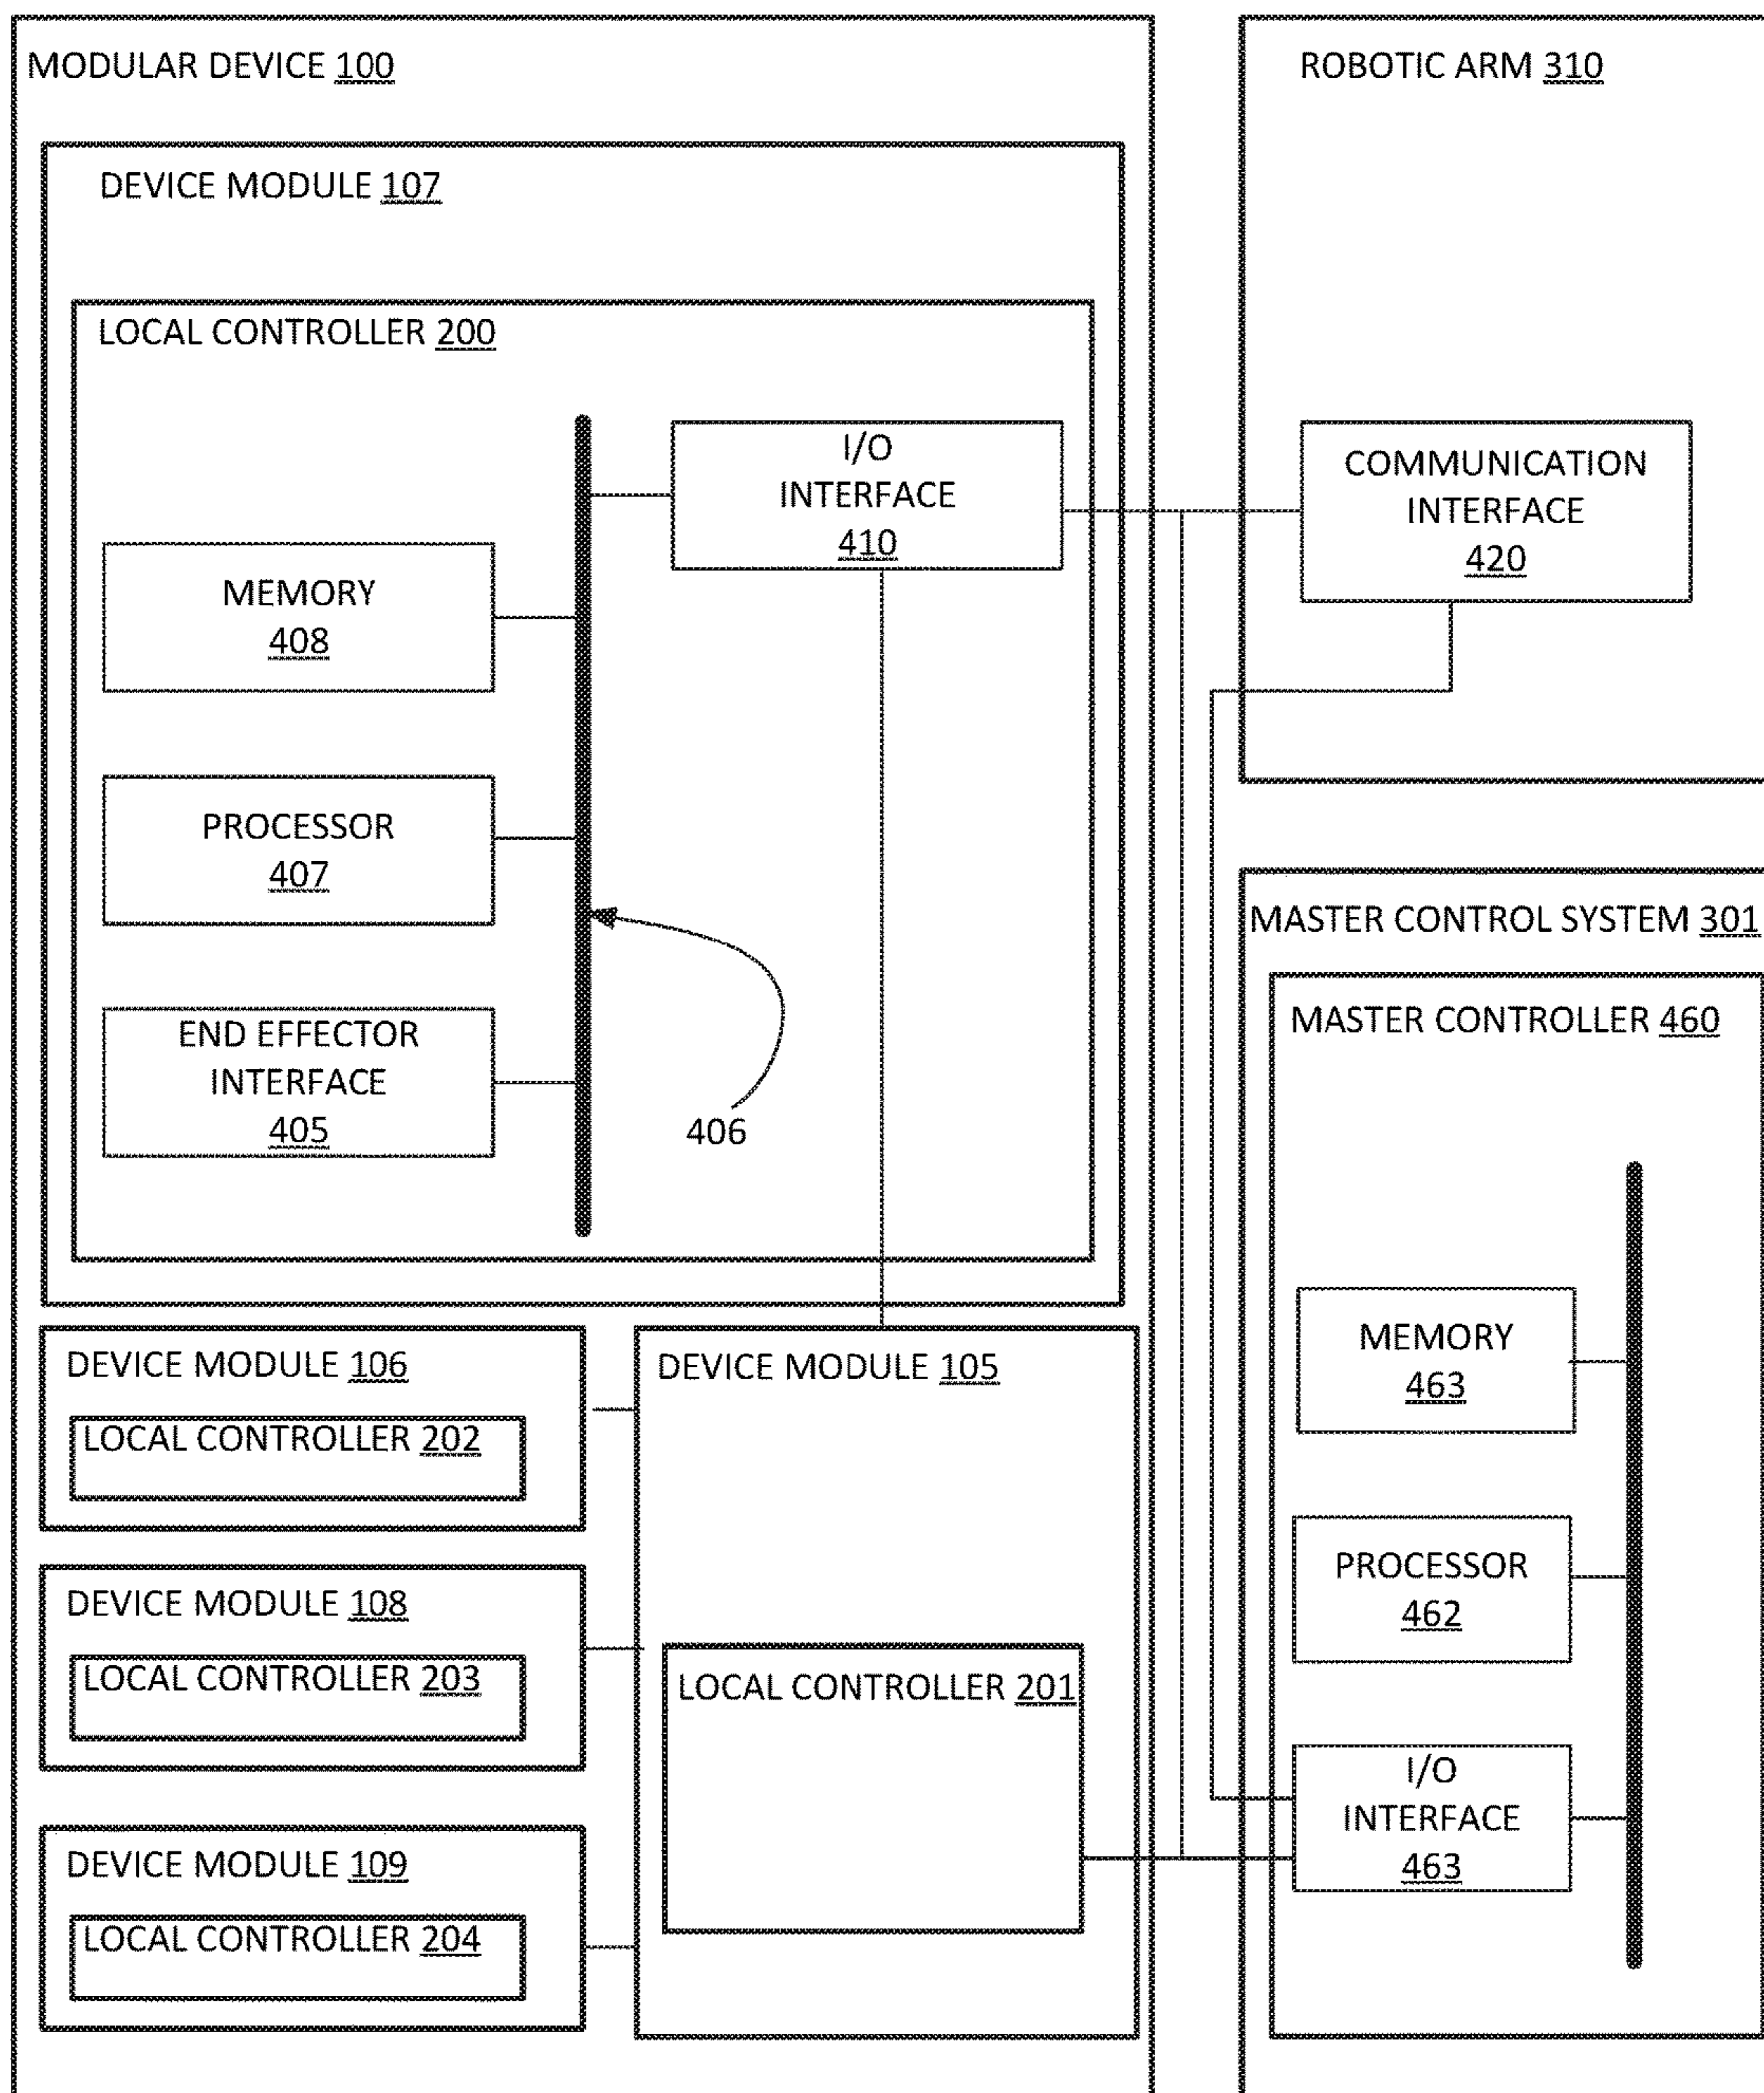 MODULAR DEVICE 100
DEVICE MODULE 107
LOCAL CONTROLLER 200
I/O
INTERFACE
410
MEMORY
408
PROCESSOR
407
END EFFECTOR
INTERFACE
405
406
DEVICE MODULE 106
LOCAL CONTROLLER 202
DEVICE MODULE 108
LOCAL CONTROLLER 203
DEVICE MODULE 109
LOCAL CONTROLLER 204
DEVICE MODULE 105
LOCAL CONTROLLER 201
ROBOTIC ARM 310
COMMUNICATION
INTERFACE
420
MASTER CONTROL SYSTEM 301
MASTER CONTROLLER 460
MEMORY
463
PROCESSOR
462
I/O
INTERFACE
463